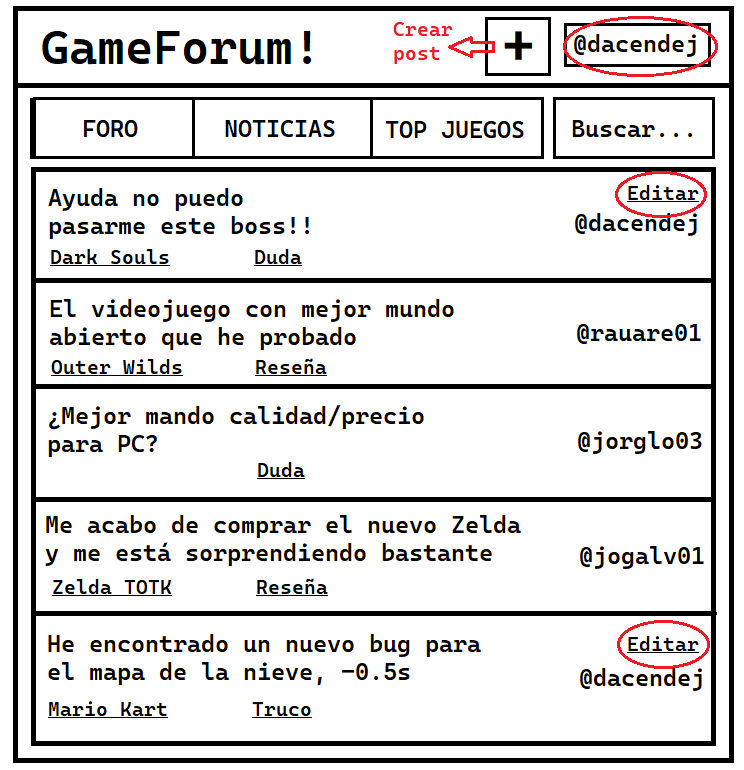 GameForum!
Crear
post
+
@dacendej
FORO
NOTICIAS
TOP JUEGOS
Buscar...
Ayuda no puedo
pasarme este boss!!
Dark Souls
Duda
Editar
@dacendej
El videojuego con mejor mundo
abierto que he probado
Outer Wilds
Reseña
@rauare01
¿Mejor mando calidad/precio
para PC?
Duda
@jorglo03
Me acabo de comprar el nuevo Zelda
y me está sorprendiendo bastante
Zelda TOTK
Reseña
@jogalv01
He encontrado un nuevo bug para
el mapa de la nieve, -0.5s
Mario Kart
Truco
Editar
@dacendej